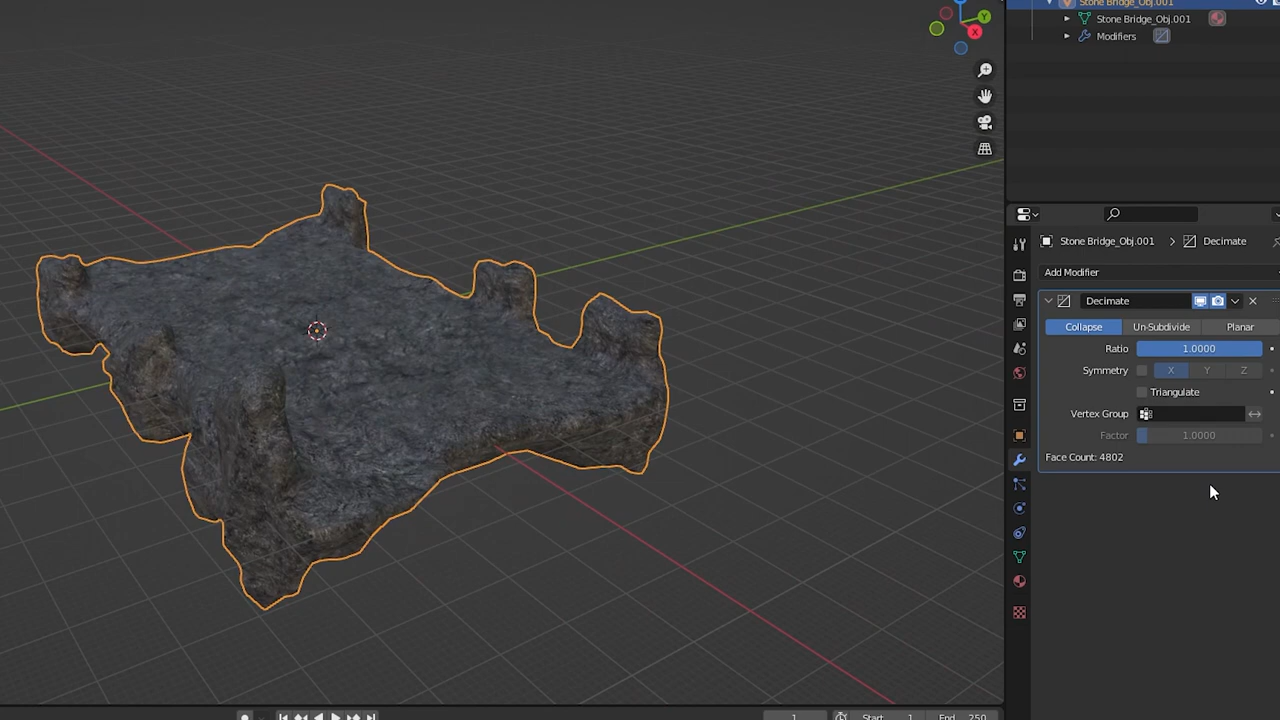 Stone Bridge_Obj.001
Y
Stone Bridge_Obj.001
X
Modifiers
Stone Bridge_Obj.001 > Decimate
Add Modifier
Decimate
Collapse Un-Subdivide Planar
Ratio 1.0000
Symmetry X Y Z
Triangulate
Vertex Group
Factor 1.0000
Face Count: 4802
1 Start 1 End 250